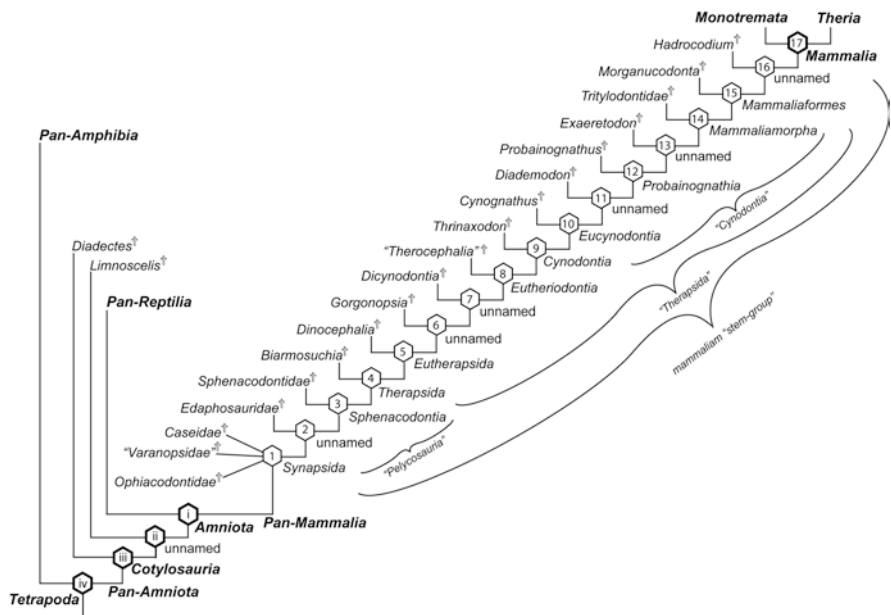 Monotremata Theria
Hadrocodium† 17
Mammalia
Morganucodonta† 16
unnamed
Tritylodontidae† 15
Mammaliaformes
Exaeretodon† 14
Mammaliamorpha
Pan-Amphibia
Probainognathus† 13
unnamed
Diademodon† 12
Probainognathia
Cynognathus† 11
unnamed
"Cynodontia"
Thrinaxodon† 10
Eucynodontia
Diadectes†
"Therocephalia"† 9
Cynodontia
Limnoscelis†
Dicynodontia† 8
Eutheriodontia
"Therapsida"
Pan-Reptilia
Gorgonopsia† 7
unnamed
Dinocephalia† 6
unnamed
mammaliam "stem-group"
Biarmosuchia† 5
Eutherapsida
Sphenacodontidae† 4
Therapsida
Edaphosauridae† 3
Sphenacodontia
Caseidae† 2
unnamed
"Varanopsidae"† 1
Synapsida
"Pelycosauria"
Ophiacodontidae†
i
Amniota Pan-Mammalia
ii
unnamed
iii
Cotylosauria
iv
Tetrapoda Pan-Amniota